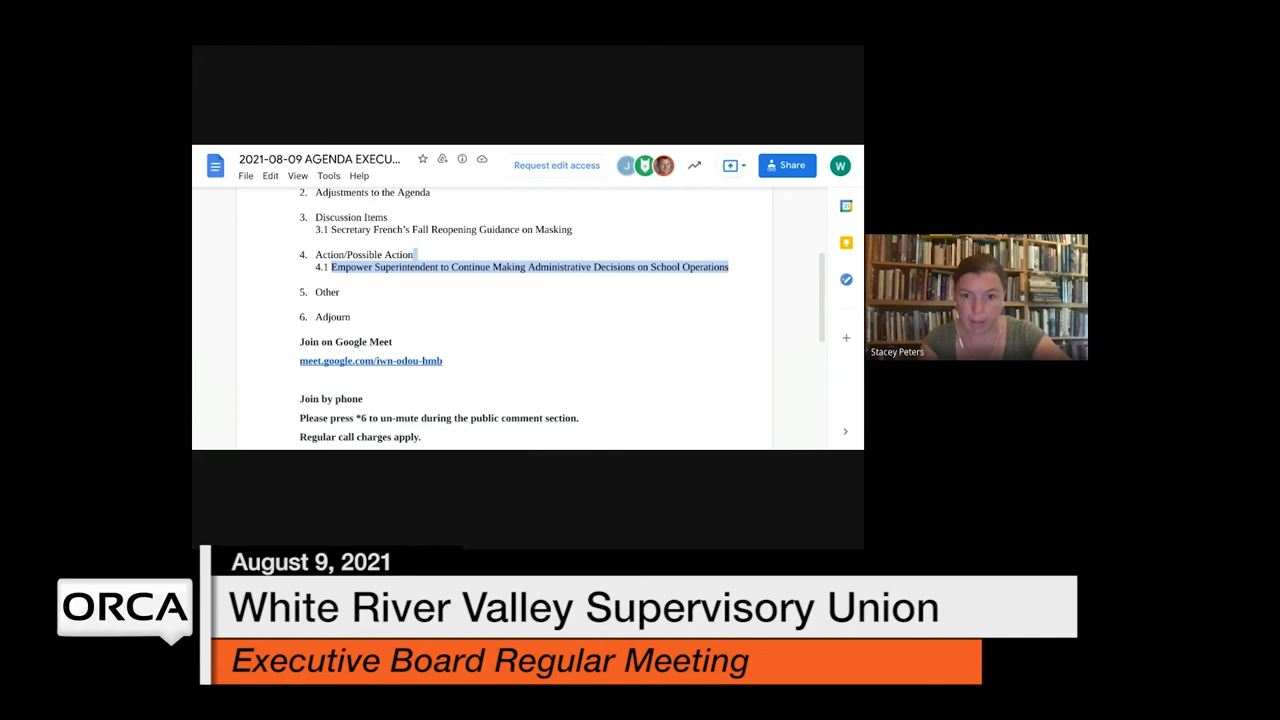 2021-08-09 AGENDA EXECU...
Request edit access
J
Share
W
File Edit View Tools Help
2. Adjustments to the Agenda
3. Discussion Items
3.1 Secretary French's Fall Reopening Guidance on Masking
4. Action/Possible Action
4.1 Empower Superintendent to Continue Making Administrative Decisions on School Operations
5. Other
6. Adjourn
Join on Google Meet
meet.google.com/iwn-odou-hmb
Join by phone
Please press *6 to un-mute during the public comment section.
Regular call charges apply.
Stacey Peters
August 9, 2021
ORCA
White River Valley Supervisory Union
Executive Board Regular Meeting